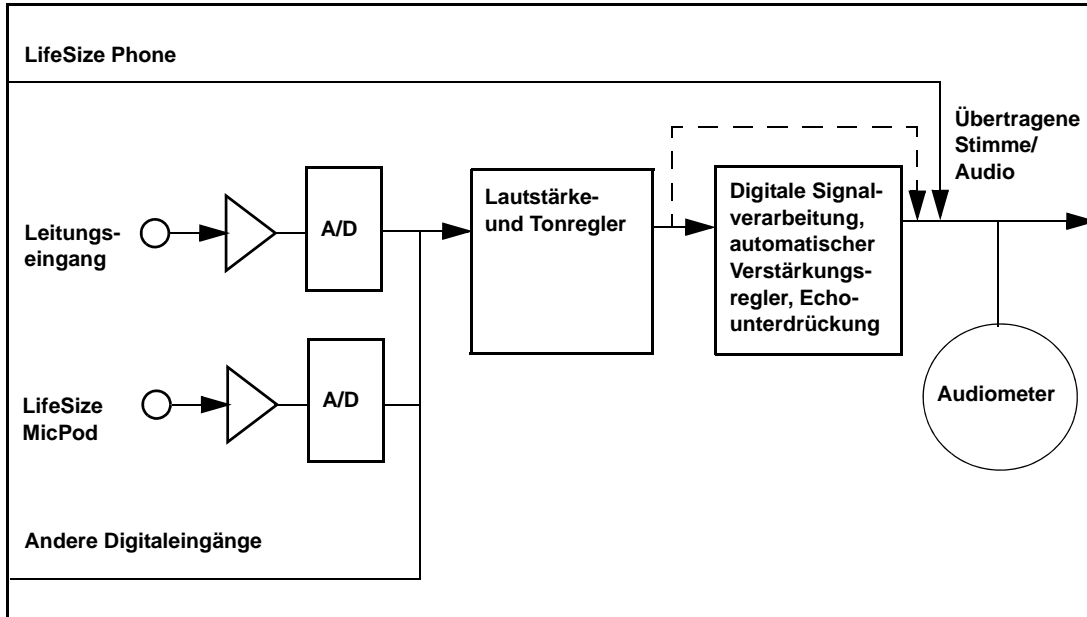 LifeSize Phone
Übertragene
Stimme/
Audio
Leitungs-
eingang
A/D
Lautstärke-
und Tonregler
Digitale Signal-
verarbeitung,
automatischer
Verstärkungs-
regler, Echo-
unterdrückung
LifeSize
MicPod
A/D
Audiometer
Andere Digitaleingänge